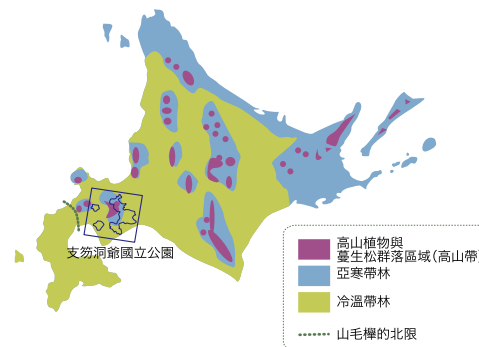 支笏洞爺國立公園
高山植物與
蔓生松群落區域(高山帶)
亞寒帶林
冷溫帶林
山毛櫸的北限